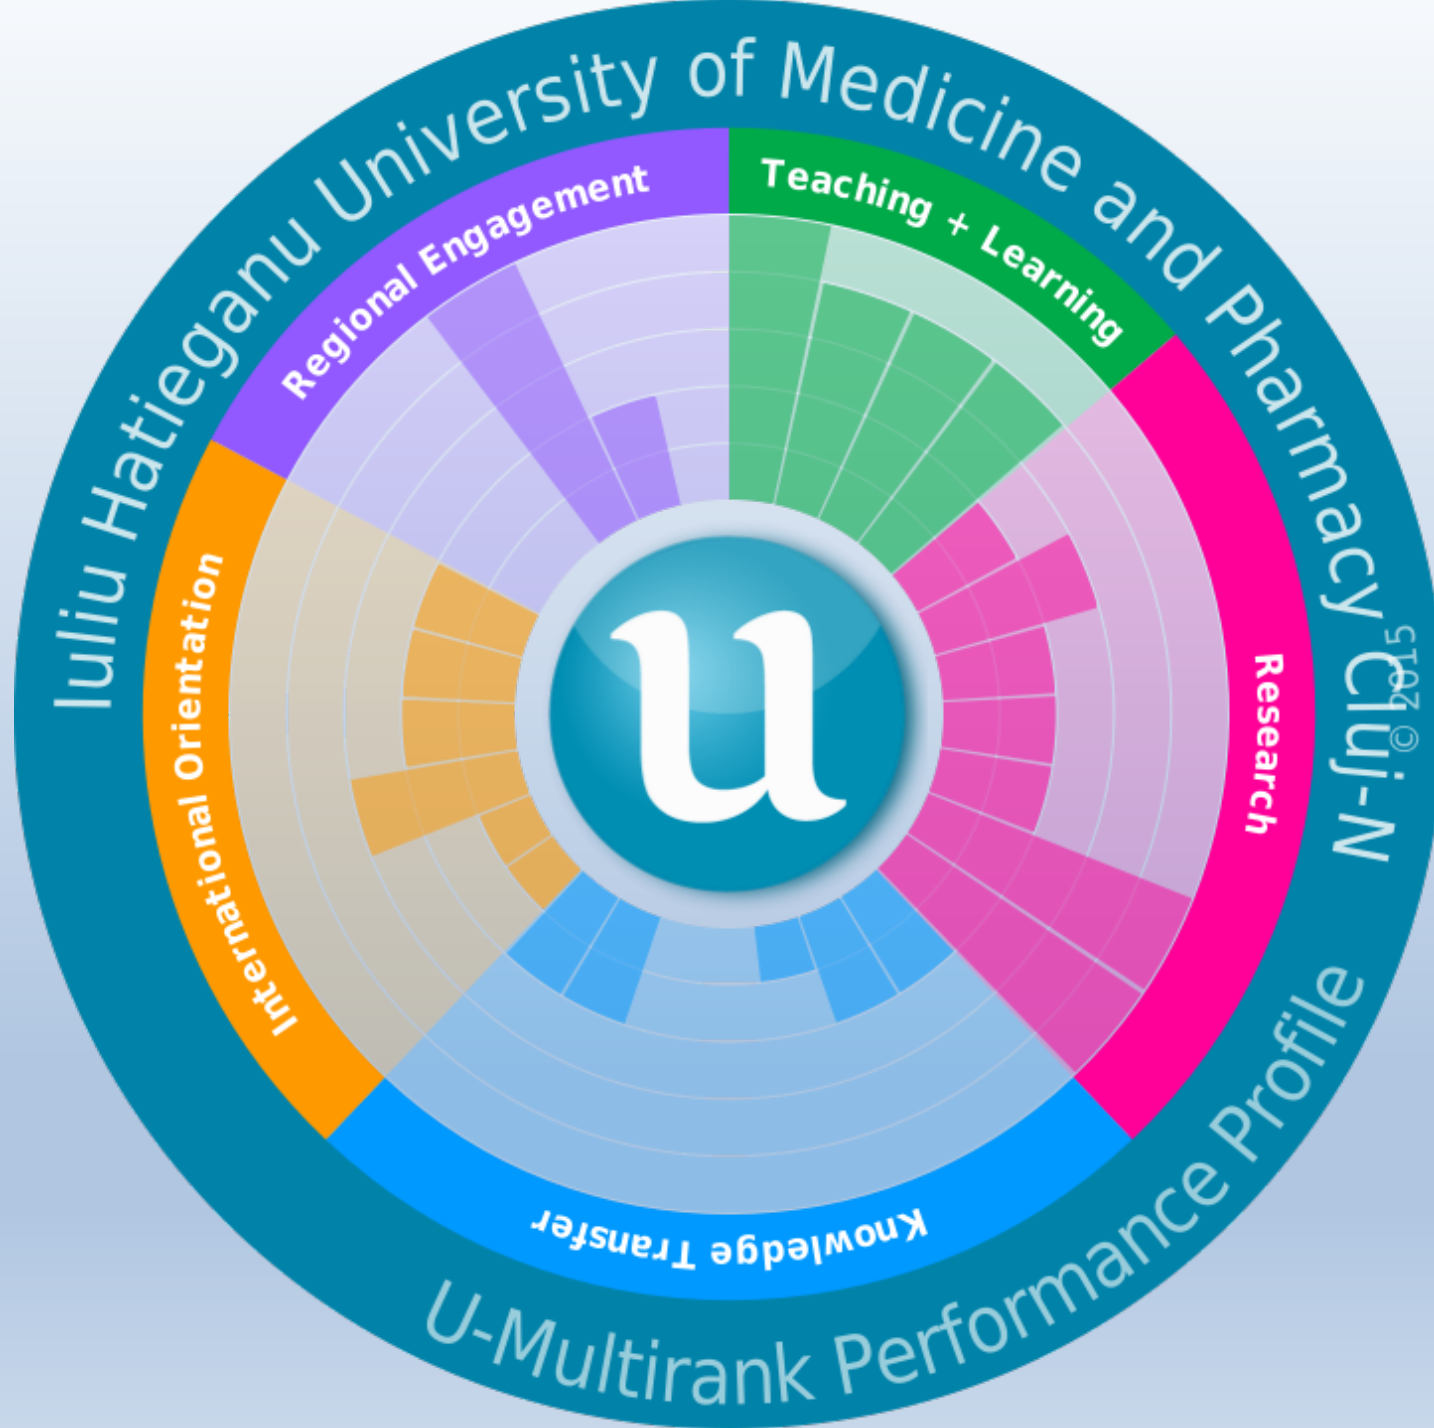 Iuliu Hatieganu University of Medicine and Pharmacy Cluj-N
© 2015
Teaching + Learning
Research
Knowledge Transfer
International Orientation
Regional Engagement
u
U-Multirank Performance Profile